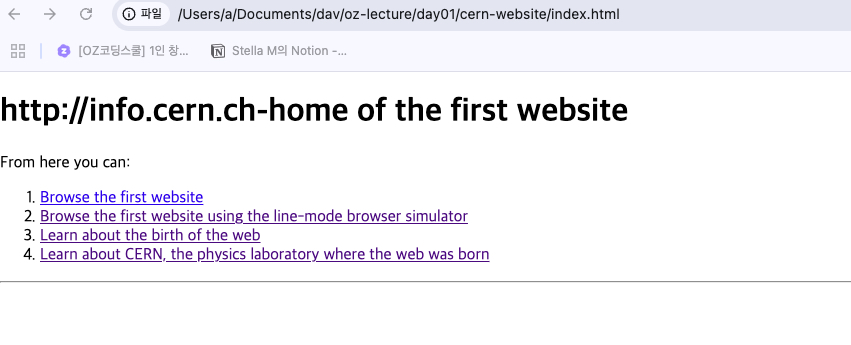 파일 /Users/a/Documents/dav/oz-lecture/day01/cern-website/index.html
[OZ코딩스쿨] 1인 창... Stella M의 Notion -...
http://info.cern.ch-home of the first website
From here you can:
1. Browse the first website
2. Browse the first website using the line-mode browser simulator
3. Learn about the birth of the web
4. Learn about CERN, the physics laboratory where the web was born